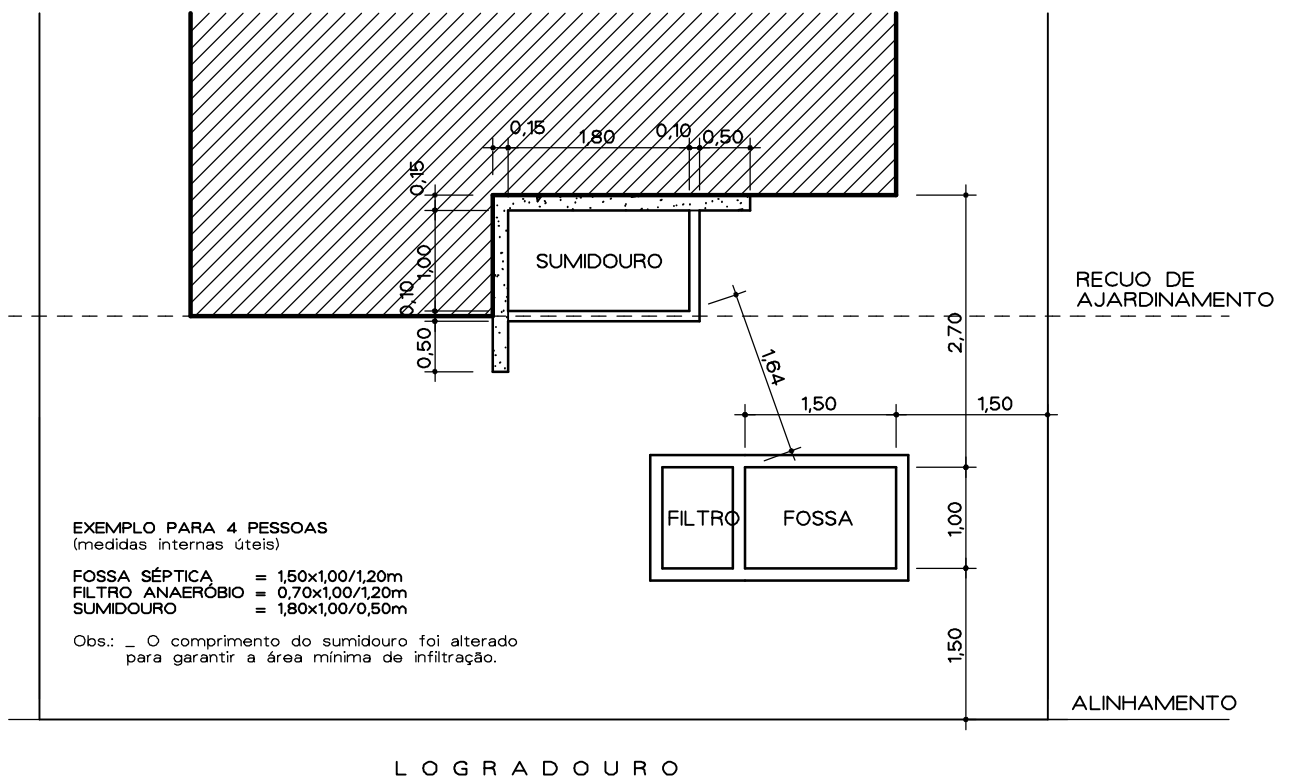 0,15
1,80
0,10
0,50
0,15
1,00
0,10
0,50
SUMIDOURO
RECUO DE
AJARDINAMENTO
2,70
1,64
1,50
1,50
FILTRO
FOSSA
1,00
1,50
EXEMPLO PARA 4 PESSOAS
(medidas internas úteis)
FOSSA SÉPTICA = 1,50x1,00/1,20m
FILTRO ANAERÓBIO = 0,70x1,00/1,20m
SUMIDOURO = 1,80x1,00/0,50m
Obs.: _ O comprimento do sumidouro foi alterado
para garantir a área mínima de infiltração.
ALINHAMENTO
LOGRADOURO